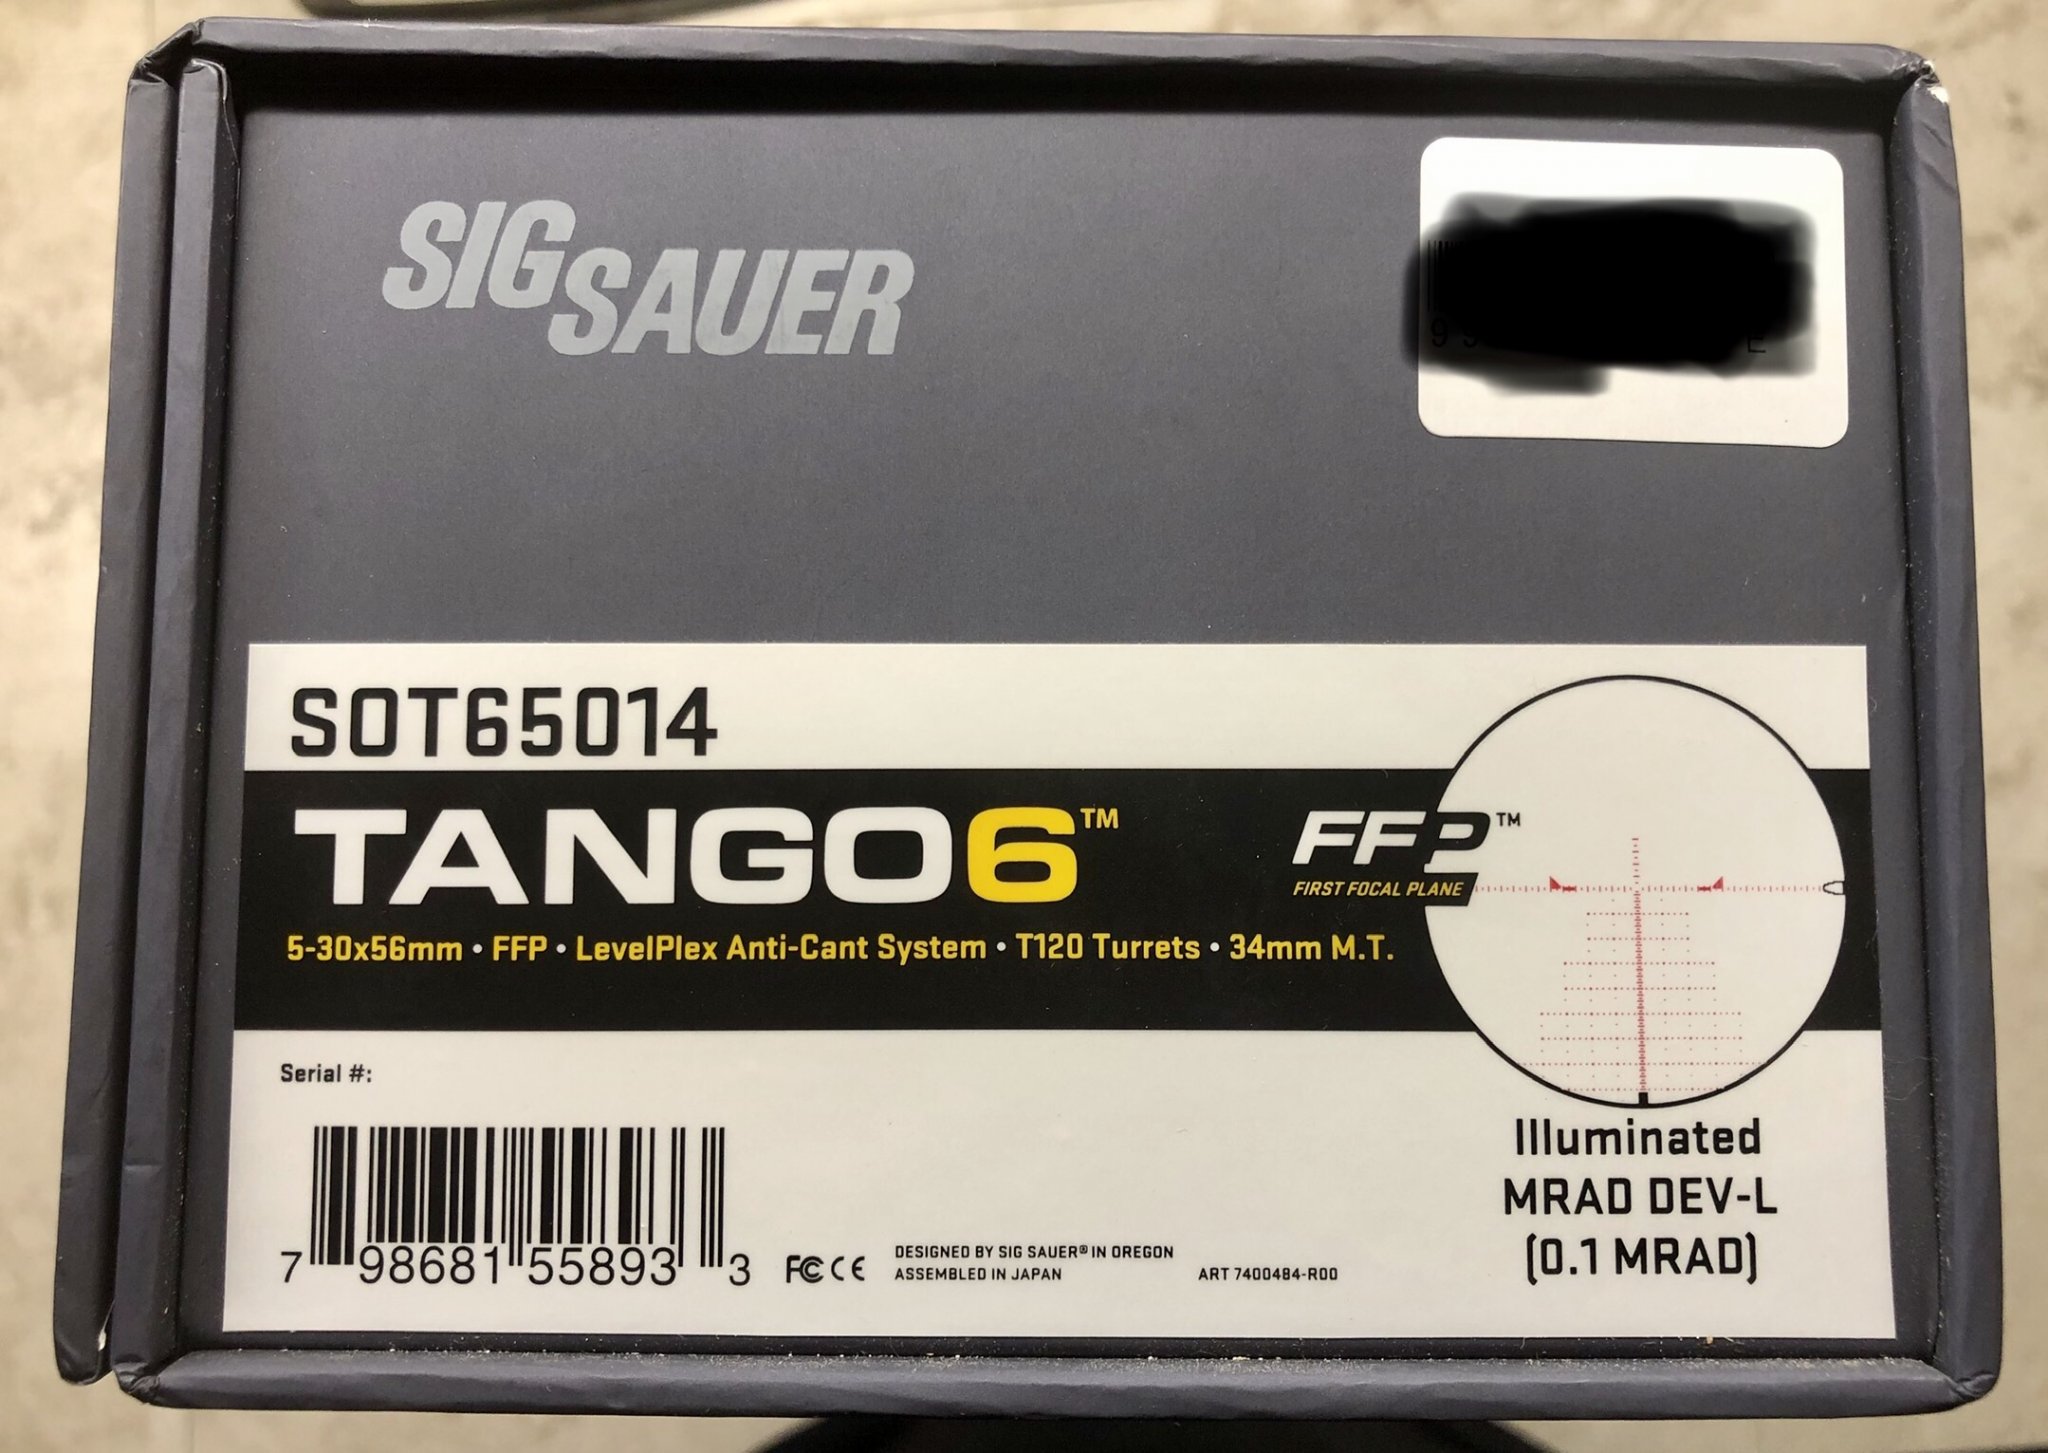 SIG SAUER
SOT65014
TANGO6™
FFP™
FIRST FOCAL PLANE
5-30x56mm • FFP • LevelPlex Anti-Cant System • T120 Turrets • 34mm M.T.
Serial #:
Illuminated
MRAD DEV-L
(0.1 MRAD)
7 98681 55893 3
FC CE
DESIGNED BY SIG SAUER® IN OREGON
ASSEMBLED IN JAPAN
ART 7400484-R00